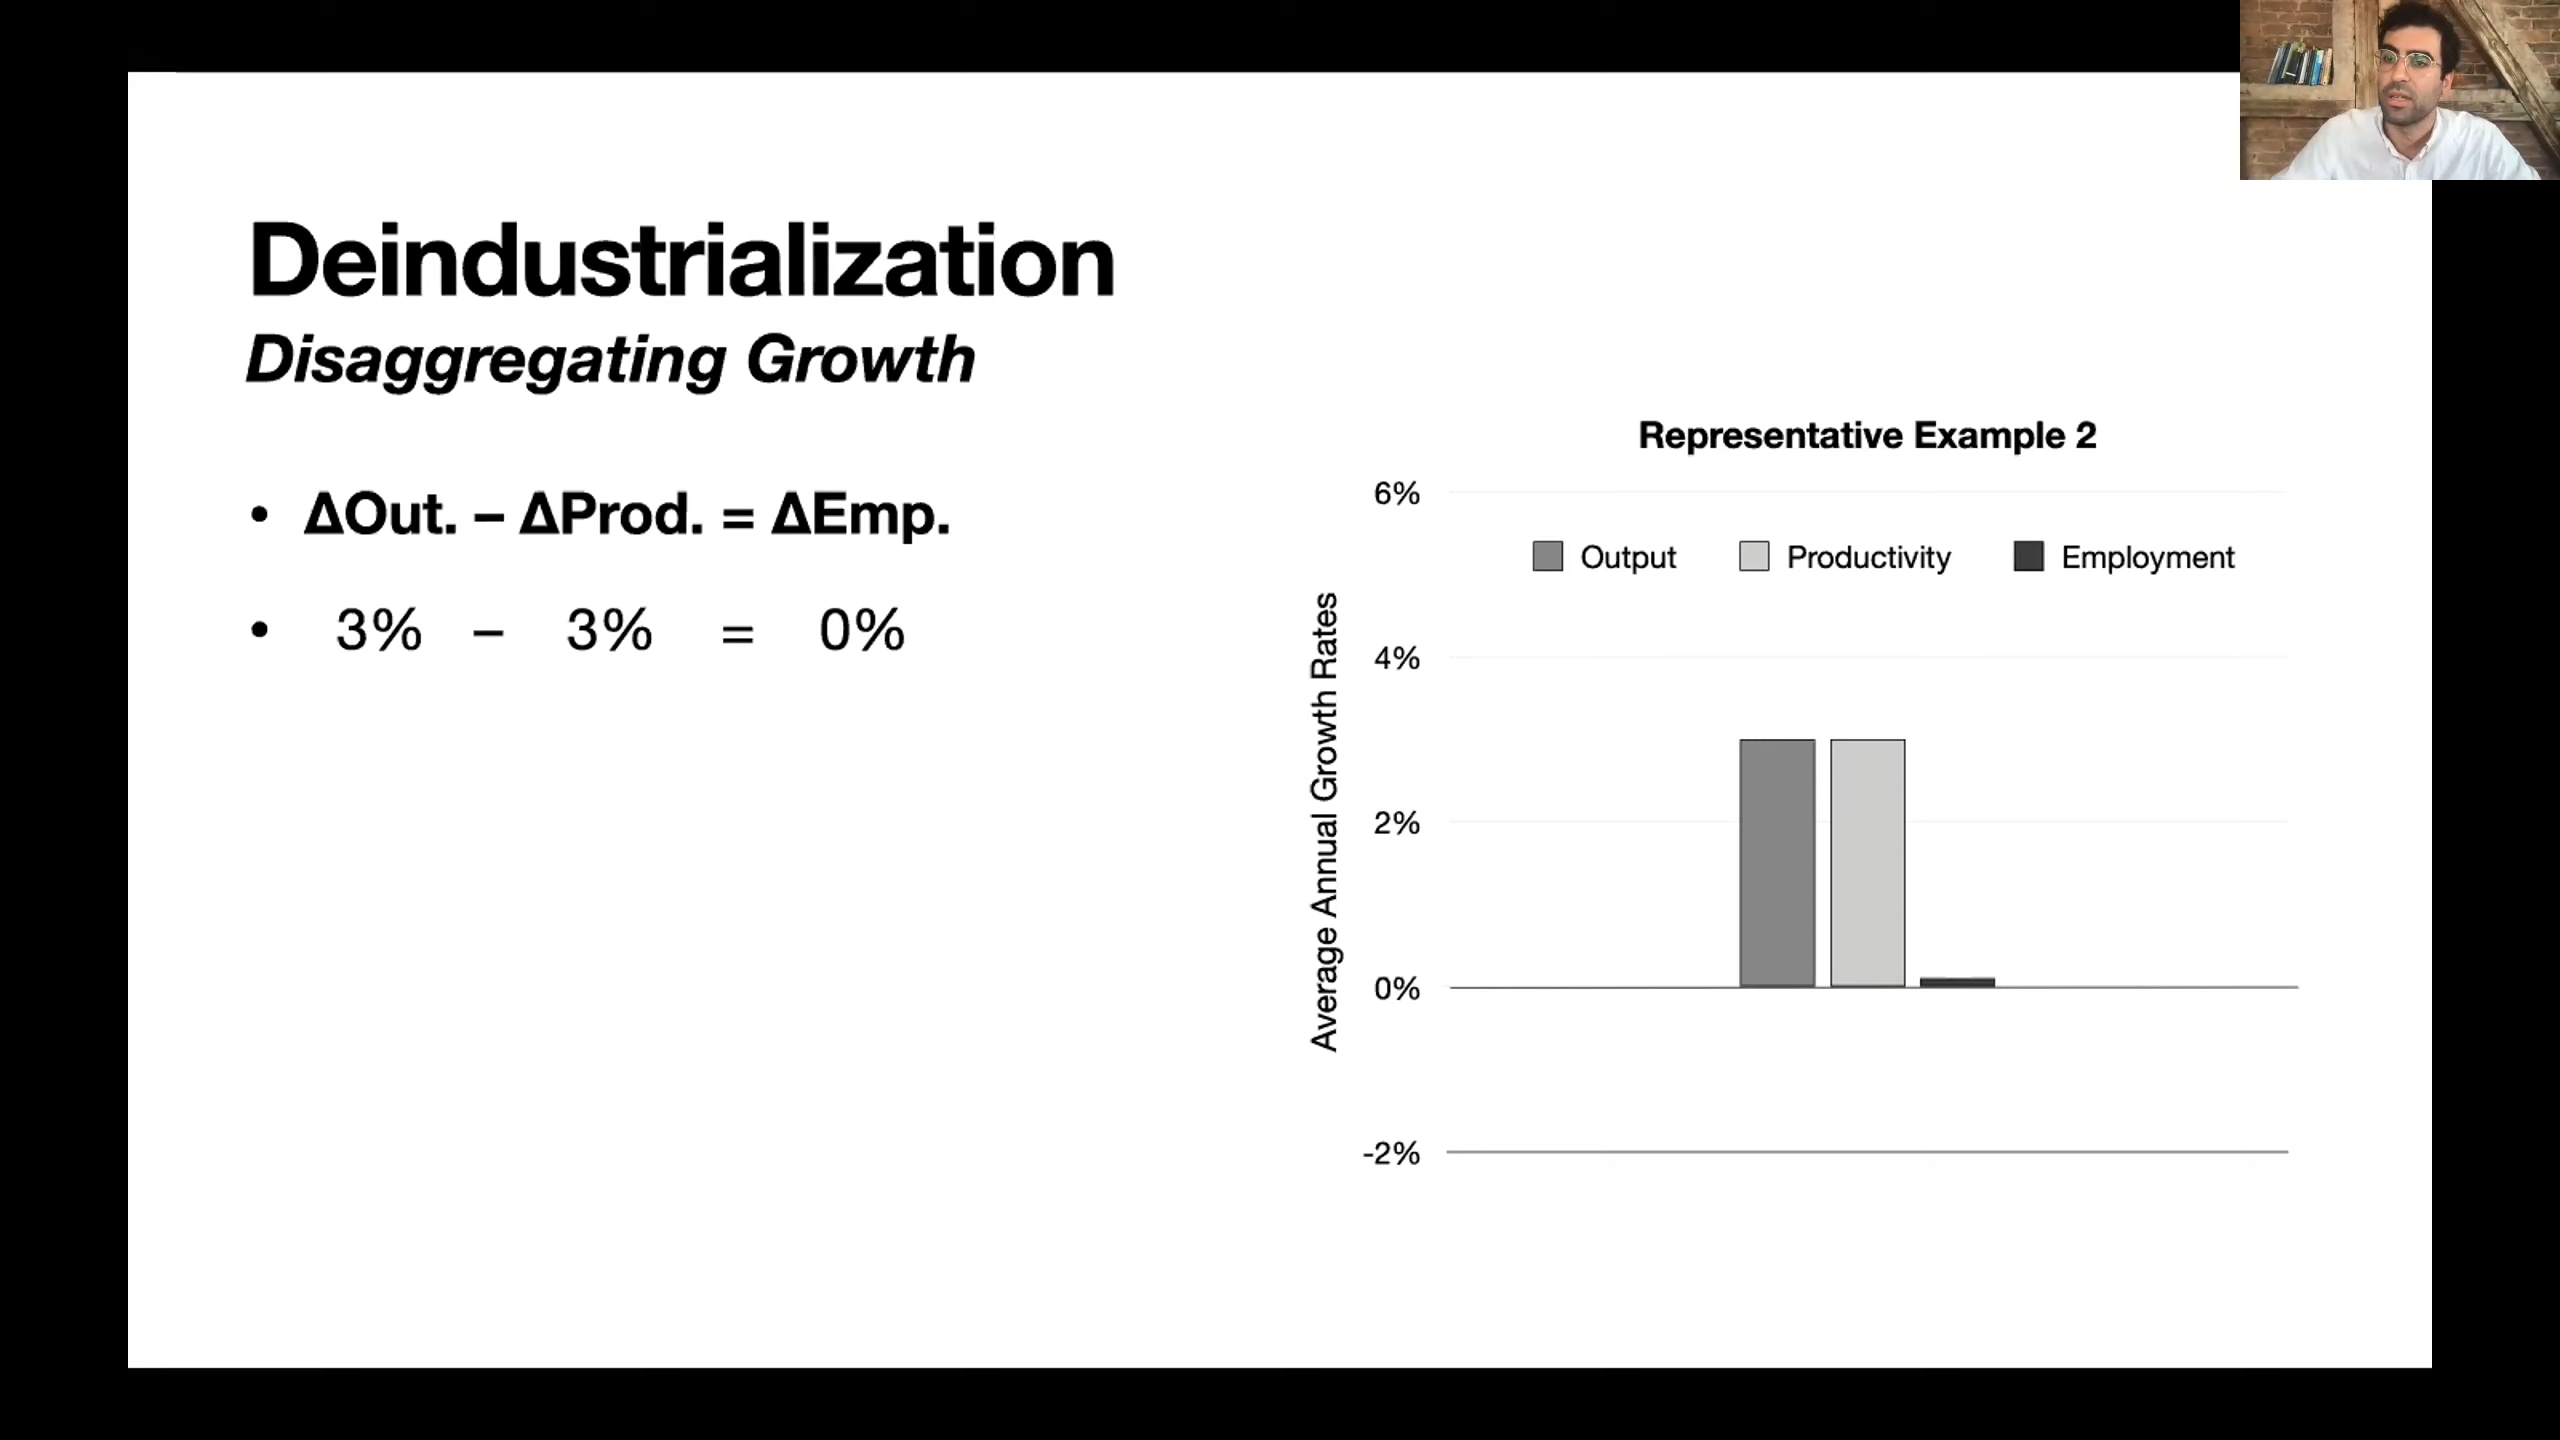 Deindustrialization
Disaggregating Growth
• ΔOut. – ΔProd. = ΔEmp.
• 3% – 3% = 0%
Representative Example 2
Output Productivity Employment
Average Annual Growth Rates
6%
4%
2%
0%
-2%